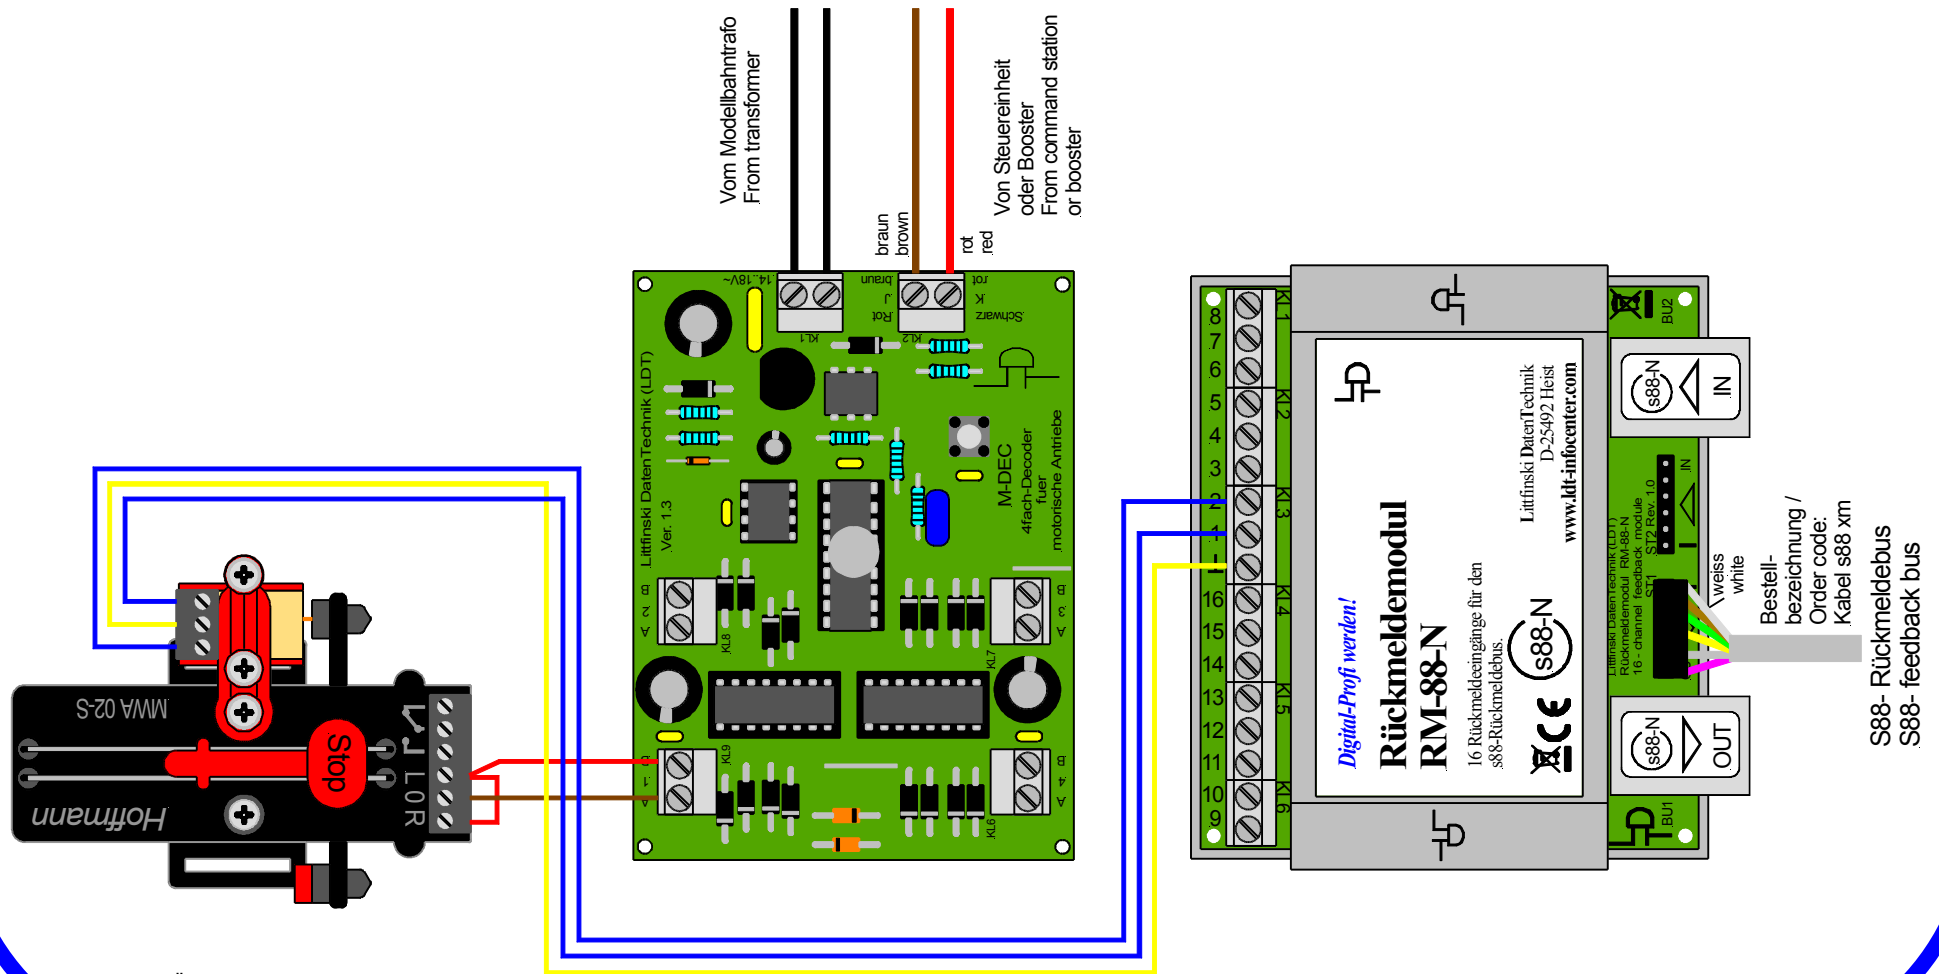 Vom Modellbahntrafo
From transformer
braun
brown
rot
red
Von Steuereinheit
oder Booster
From command station
or booster
Hoffmann
MWA 02-S
Stop
L
O
R
Littfinski DatenTechnik (LDT)
Ver. 1.3
14..18V~
KL1
braun
J
Rot
KL2
rot
K
Schwarz
M-DEC
4fach-Decoder
fuer
motorische Antriebe
A 2 B
KL8
A 3 B
KL7
A 1 B
KL9
A 4 B
KL6
8
7
6
5
4
3
2
1
16
15
14
13
12
11
10
9
KL1
KL2
KL3
KL4
KL5
KL6
Digital-Profi werden!
Rückmeldemodul
RM-88-N
16 Rückmeldeeingänge für den
s88-Rückmeldebus.
s88-N
CE
Littfinski DatenTechnik
D-25492 Heist
www.ldt-infocenter.com
Littfinski DatenTechnik (LDT)
Rückmeldemodul RM-88-N
16 - channel feedback module
ST1
ST2 Rev. 1.0
IN
BU2
s88-N
IN
s88-N
OUT
BU1
weiss
white
Bestell-
bezeichnung /
Order code:
Kabel s88 xm
S88- Rückmeldebus
S88- feedback bus